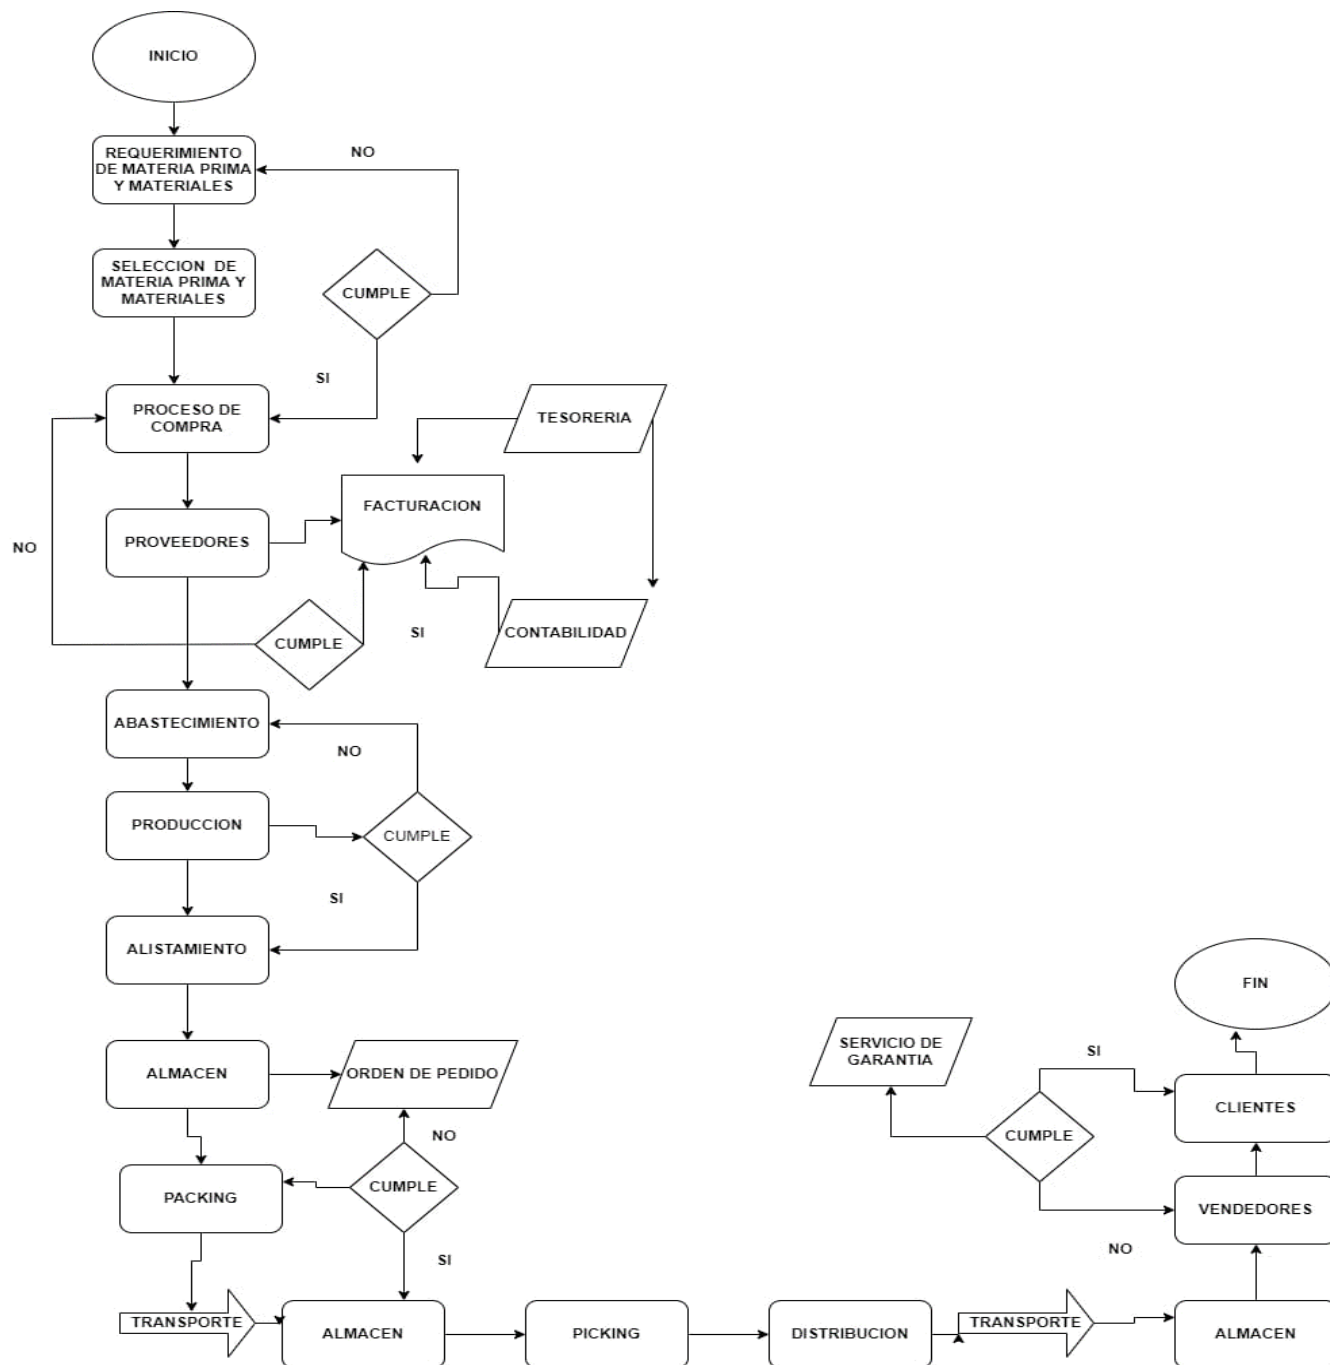 INICIO
REQUERIMIENTO
DE MATERIA PRIMA
Y MATERIALES
NO
SELECCION DE
MATERIA PRIMA Y
MATERIALES
CUMPLE
SI
PROCESO DE
COMPRA
TESORERIA
FACTURACION
PROVEEDORES
NO
CUMPLE
SI
CONTABILIDAD
ABASTECIMIENTO
NO
PRODUCCION
CUMPLE
SI
ALISTAMIENTO
ALMACEN
ORDEN DE PEDIDO
NO
CUMPLE
PACKING
SI
TRANSPORTE
ALMACEN
PICKING
DISTRIBUCION
TRANSPORTE
ALMACEN
NO
VENDEDORES
CUMPLE
SERVICIO DE
GARANTIA
SI
CLIENTES
FIN